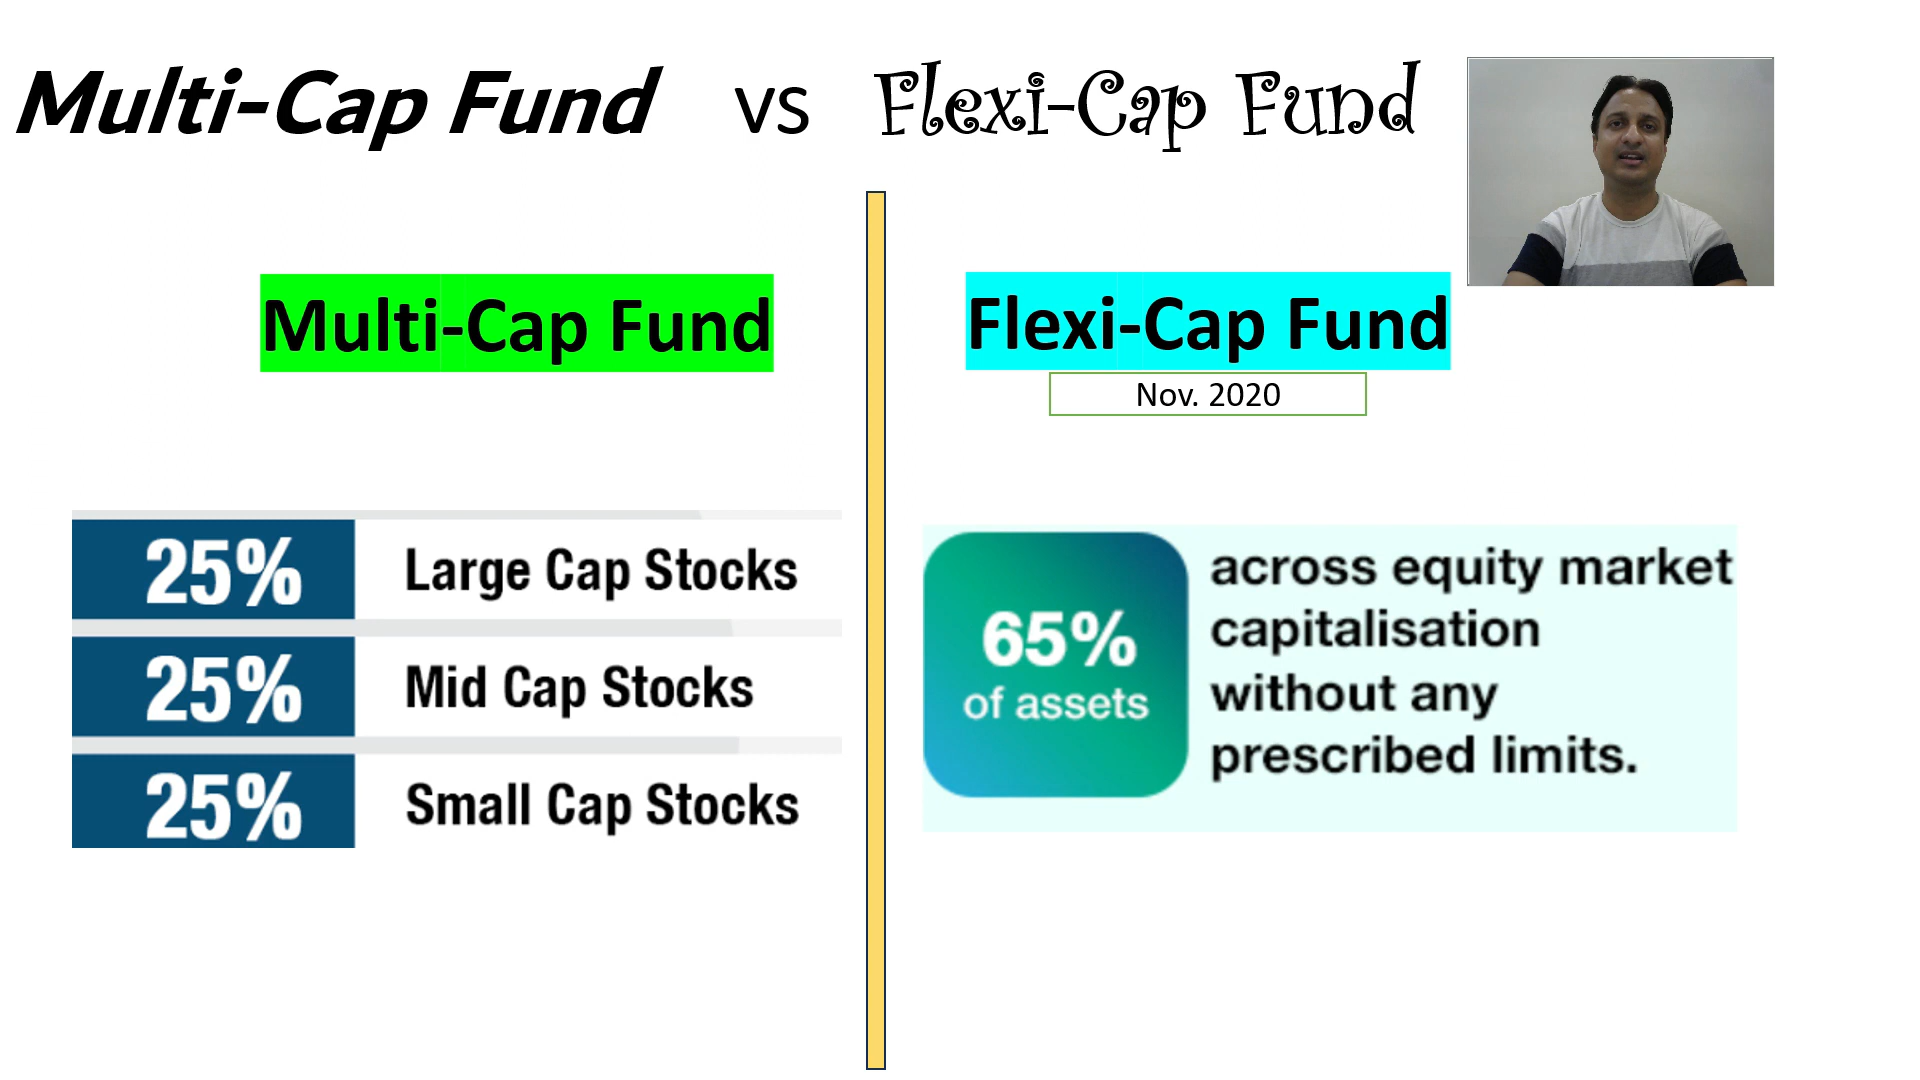 Multi-Cap Fund vs Flexi-Cap Fund
Multi-Cap Fund
25% Large Cap Stocks
25% Mid Cap Stocks
25% Small Cap Stocks
Flexi-Cap Fund
Nov. 2020
65%
of assets
across equity market
capitalisation
without any
prescribed limits.